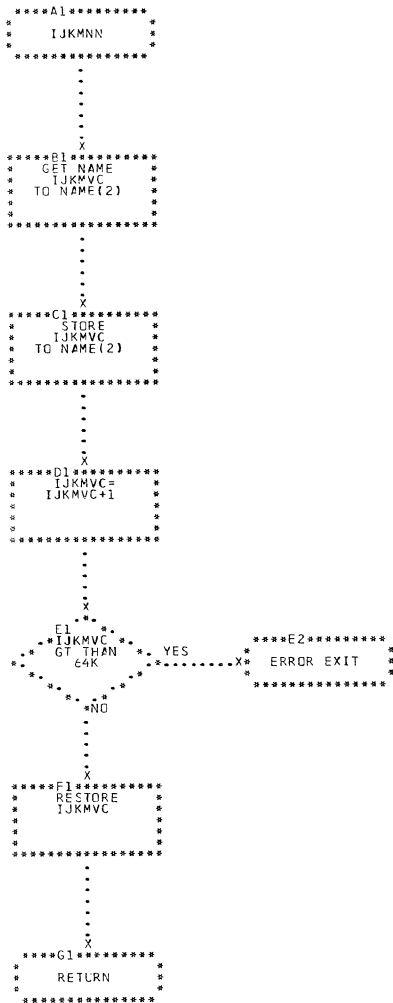 A1
IJKMNN
B1
GET NAME
IJKMVC
TO NAME(2)
C1
STORE
IJKMVC
TO NAME(2)
D1
IJKMVC=
IJKMVC+1
E1
IJKMVC
GT THAN
64K
YES
E2
ERROR EXIT
NO
F1
RESTORE
IJKMVC
G1
RETURN